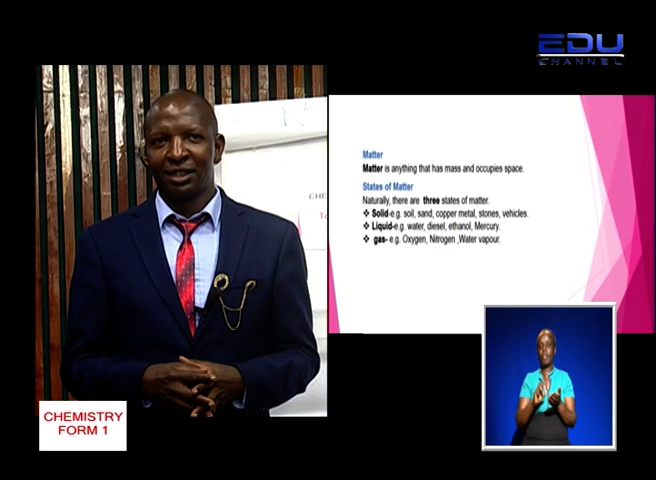 EDU
CHANNEL
Matter
Matter is anything that has mass and occupies space.
States of Matter
Naturally, there are three states of matter.
❖ Solid-e.g. soil, sand, copper metal, stones, vehicles.
❖ Liquid-e.g. water, diesel, ethanol, Mercury.
❖ gas- e.g. Oxygen, Nitrogen ,Water vapour.
CHEMISTRY
FORM 1